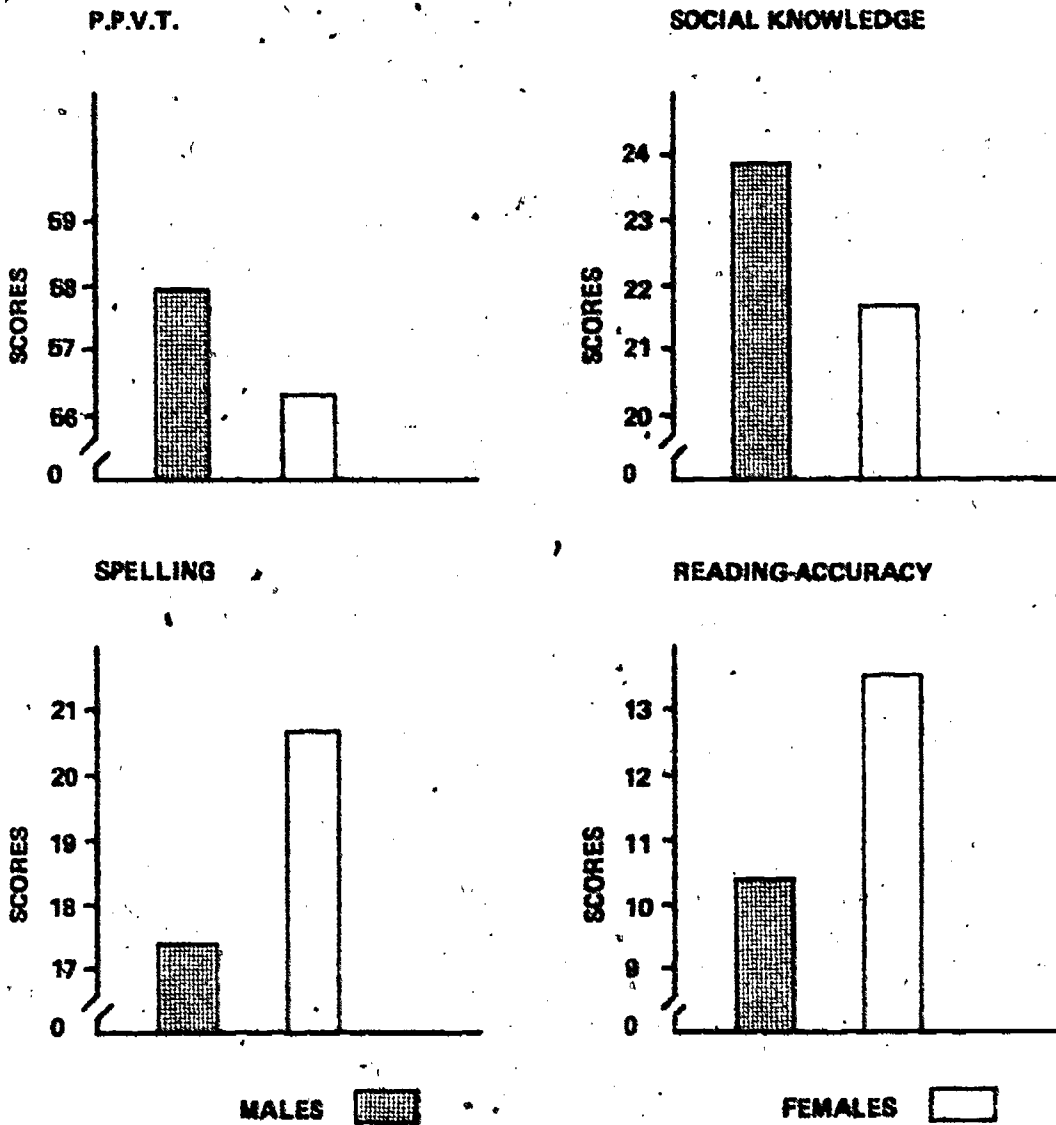 P.P.V.T.
SCORES
59
58
57
56
0
SOCIAL KNOWLEDGE
SCORES
24
23
22
21
20
0
SPELLING
SCORES
21
20
19
18
17
0
READING-ACCURACY
SCORES
13
12
11
10
9
0
MALES
FEMALES